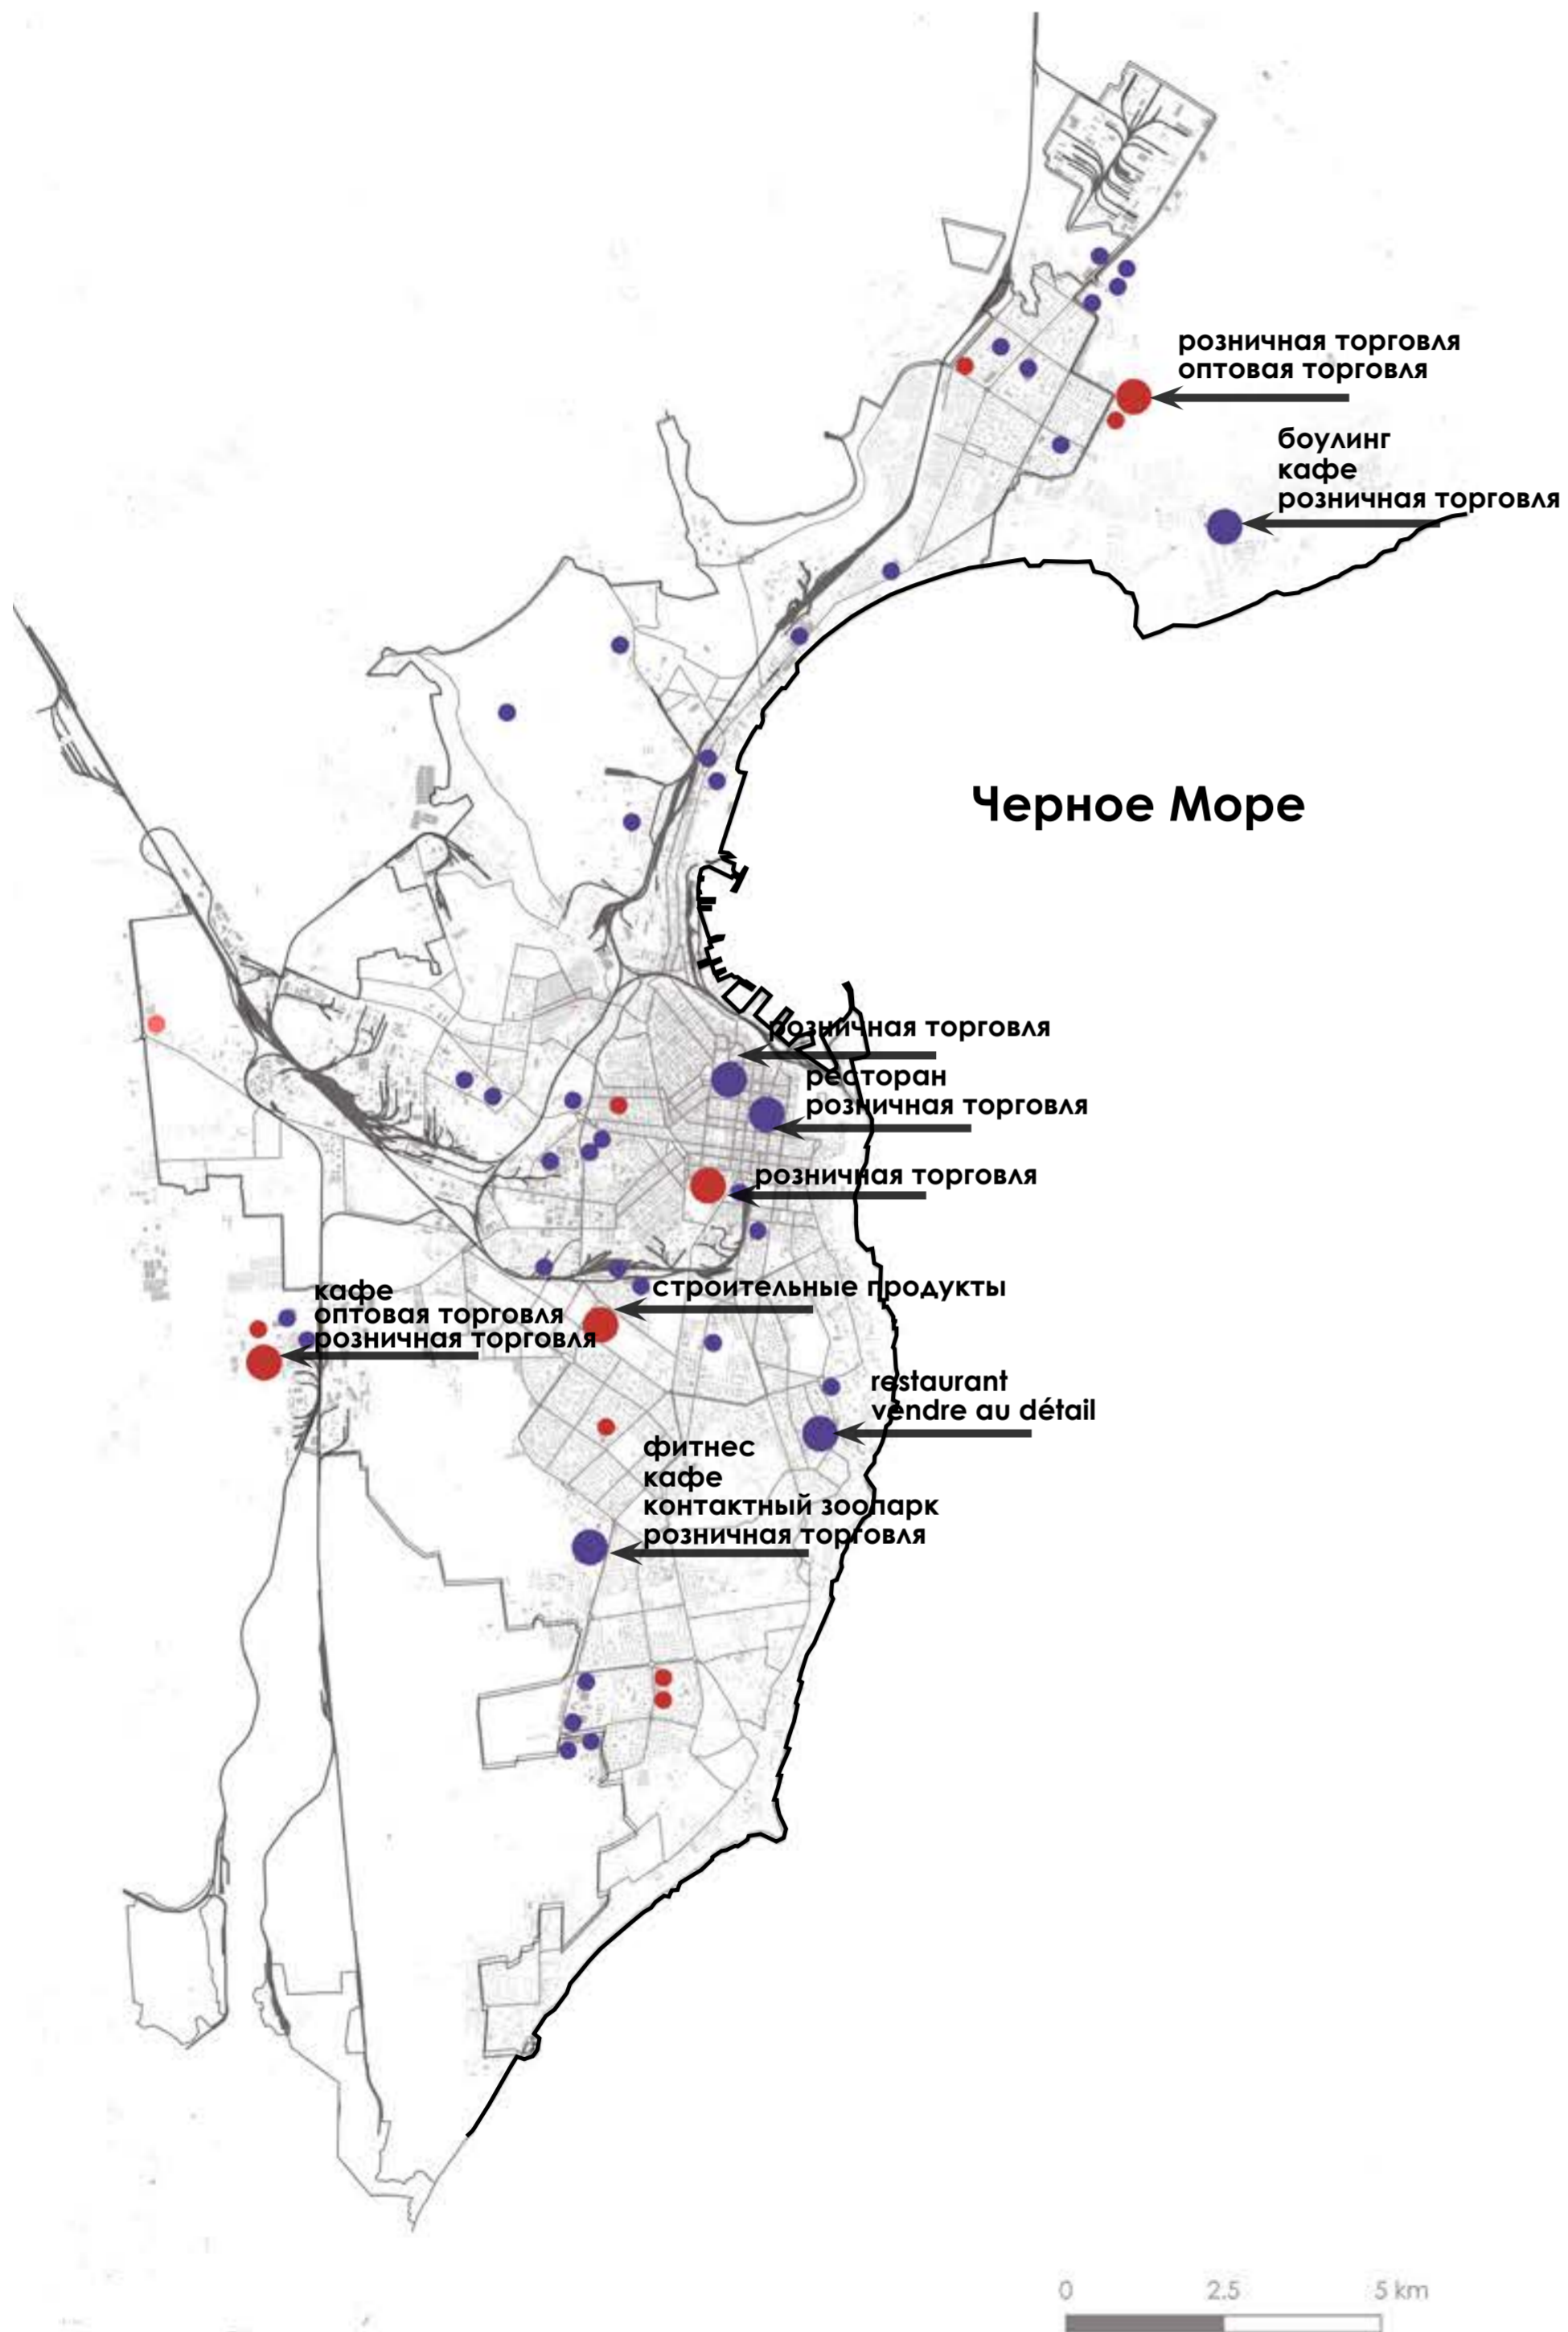 розничная торговля
оптовая торговля
боулинг
кафе
розничная торговля
Черное Море
розничная торговля
ресторан
розничная торговля
розничная торговля
строительные продукты
кафе
оптовая торговля
розничная торговля
restaurant
vendre au détail
фитнес
кафе
контактный зоопарк
розничная торговля
0 2.5 5 km